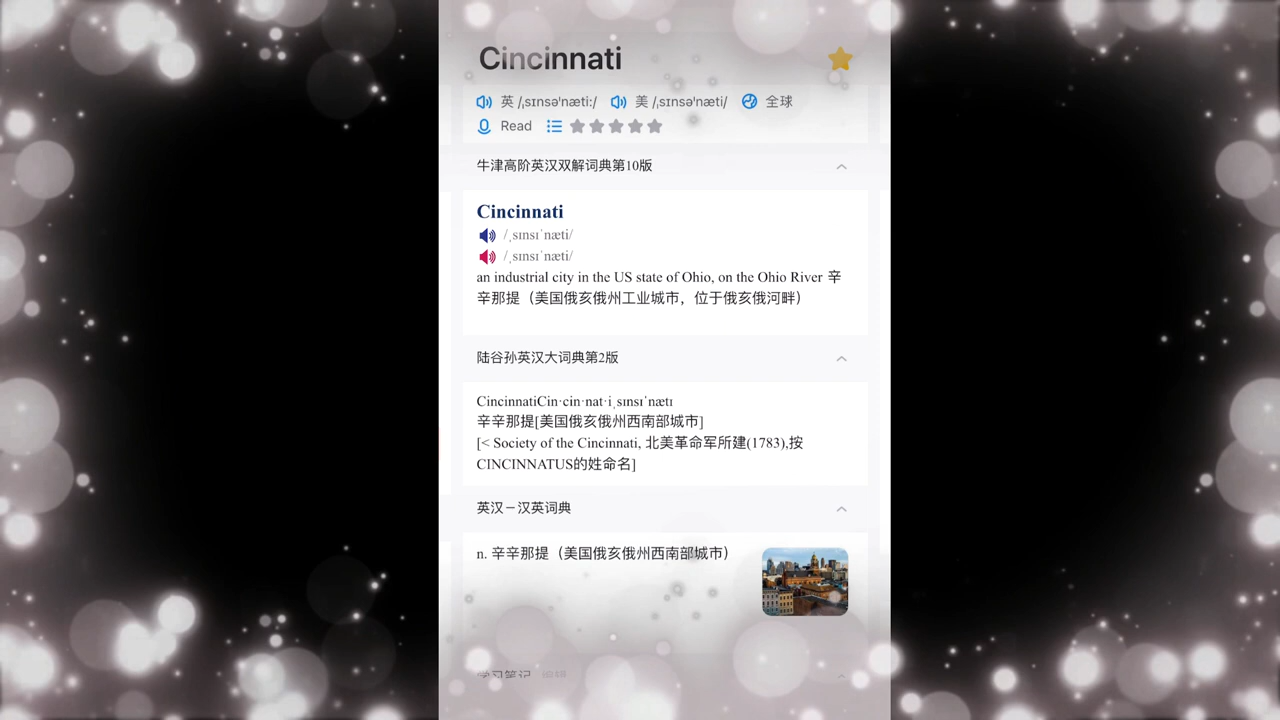 Cincinnati
英 /ˌsɪnsəˈnætiː/ 美 /ˌsɪnsəˈnæti/ 全球
Read
牛津高阶英汉双解词典第10版
Cincinnati
/ˌsɪnsɪˈnæti/
/ˌsɪnsɪˈnæti/
an industrial city in the US state of Ohio, on the Ohio River 辛
辛那提（美国俄亥俄州工业城市，位于俄亥俄河畔）
陆谷孙英汉大词典第2版
CincinnatiCin·cin·nat·iˌsɪnsɪˈnætɪ
辛辛那提[美国俄亥俄州西南部城市]
[< Society of the Cincinnati, 北美革命军所建(1783),按
CINCINNATUS的姓命名]
英汉－汉英词典
n. 辛辛那提（美国俄亥俄州西南部城市）
学习笔记 编辑